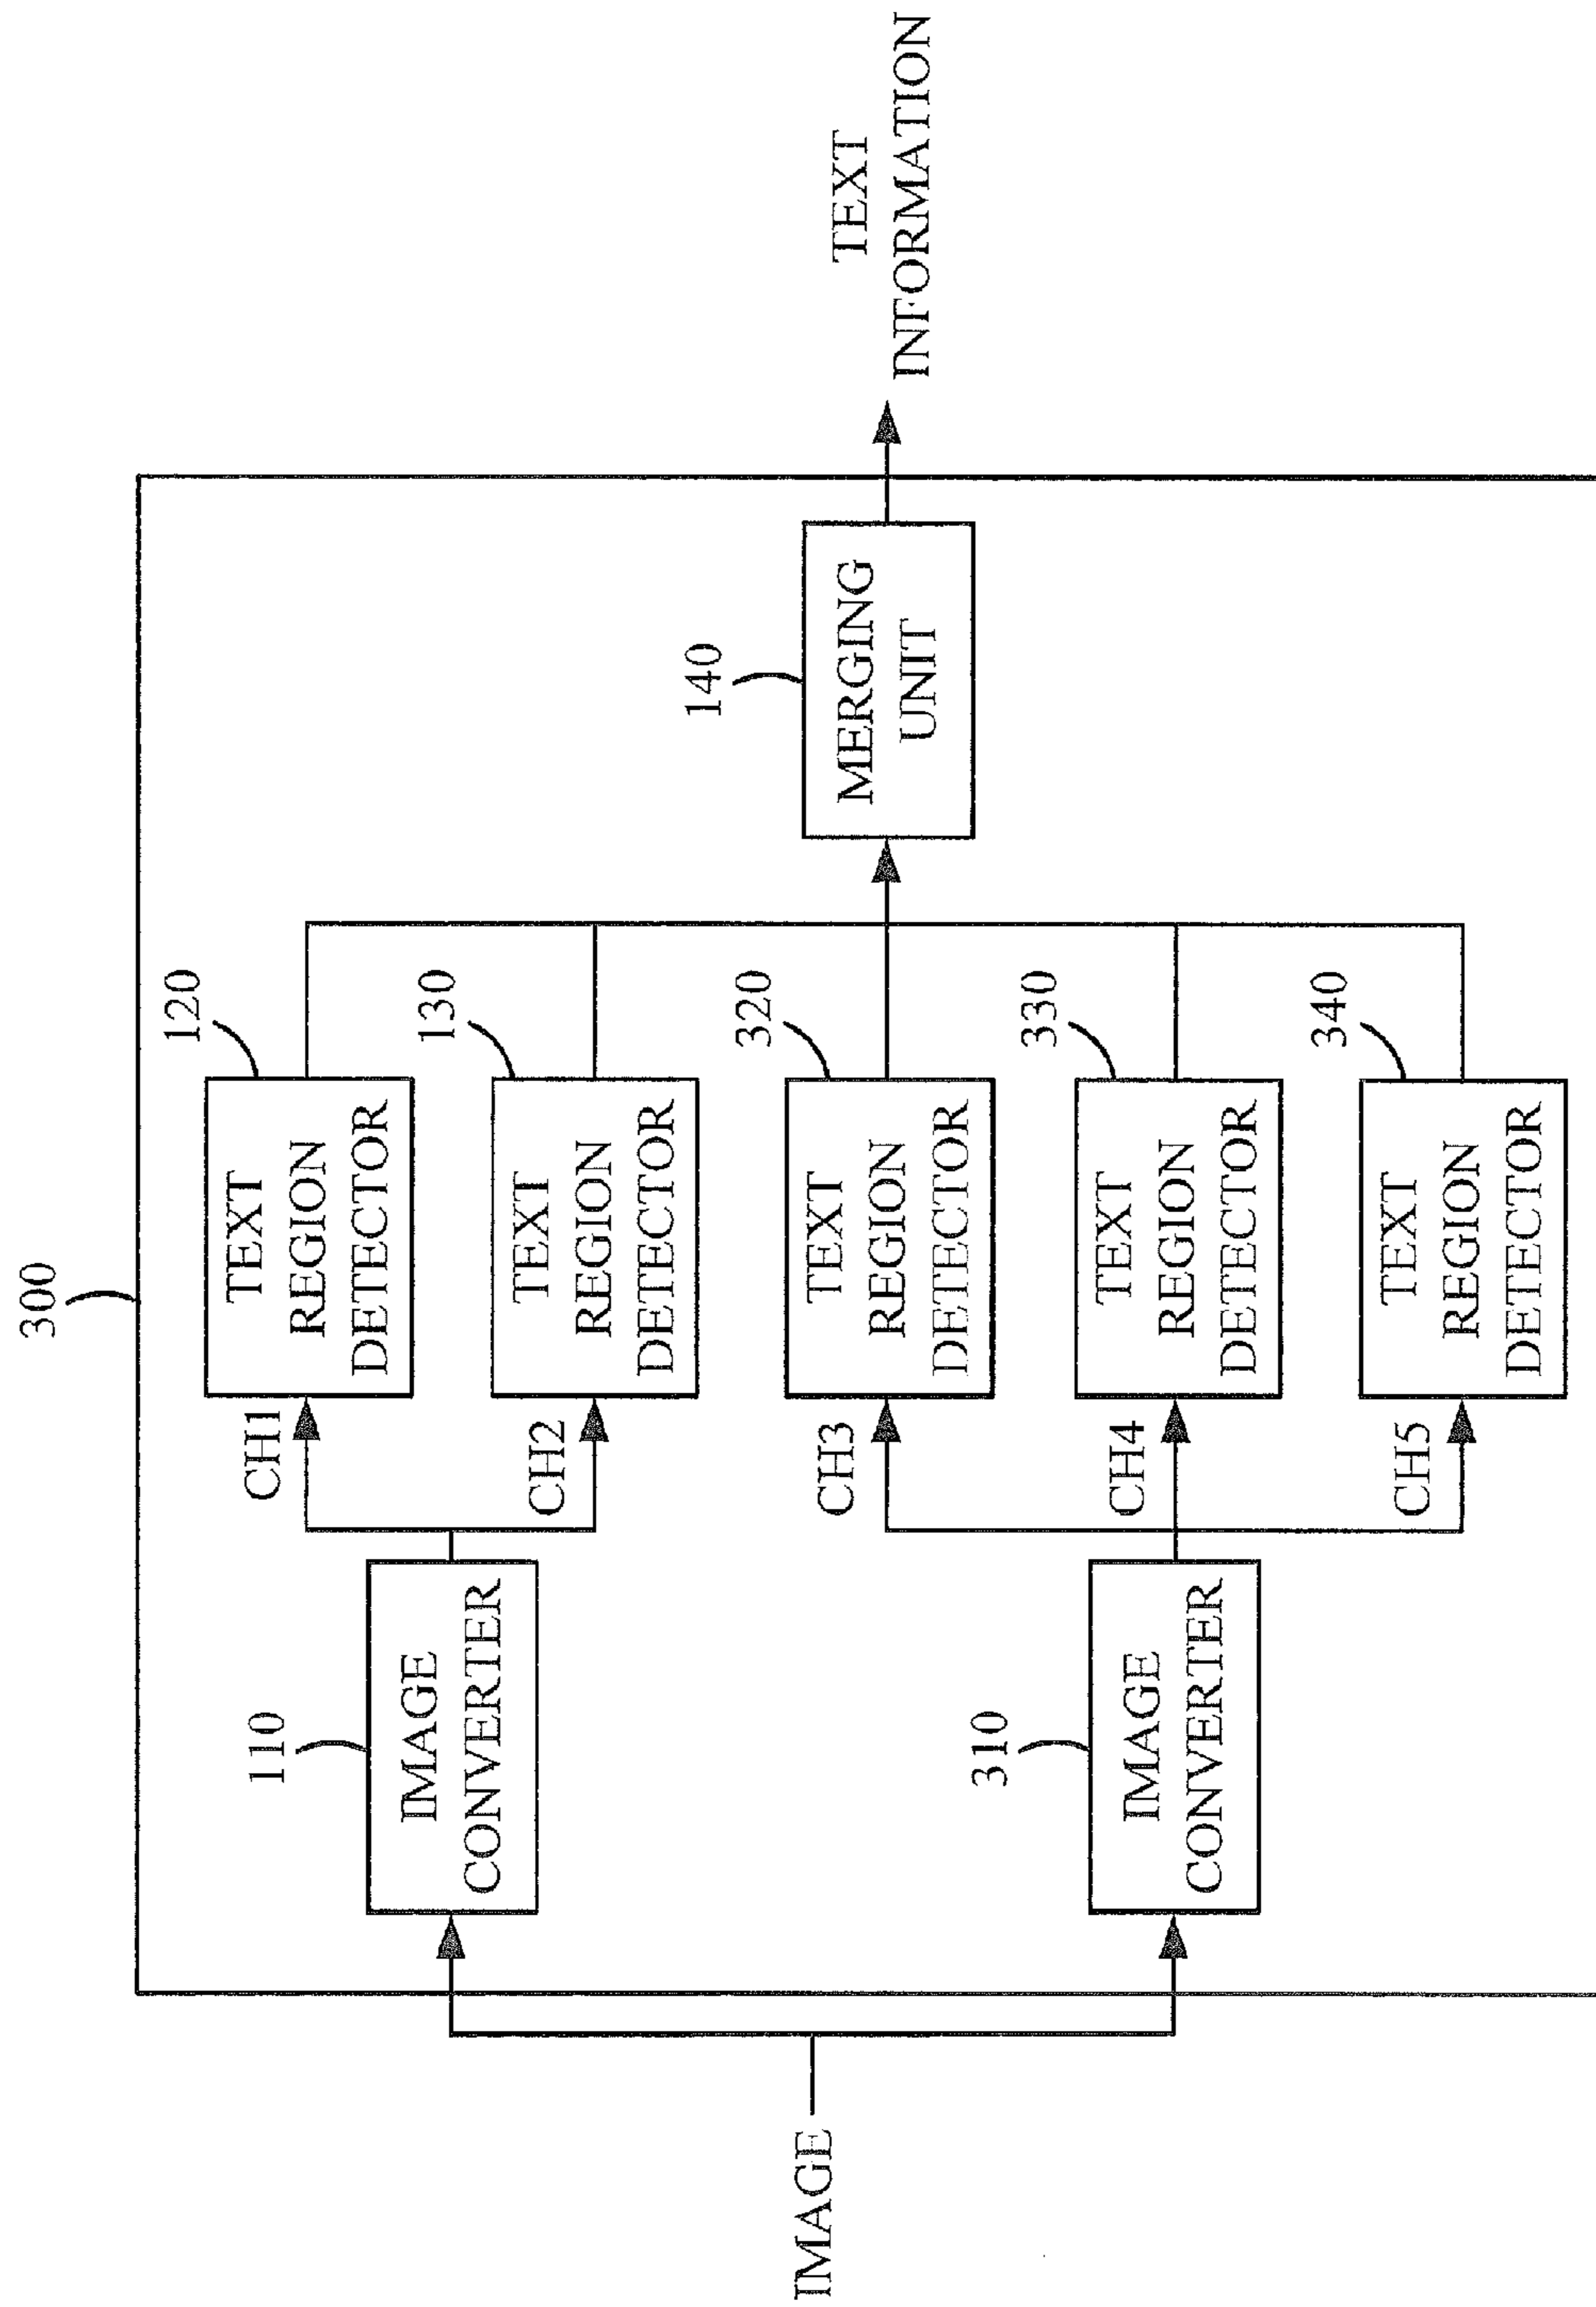 300
IMAGE
110
IMAGE
CONVERTER
310
IMAGE
CONVERTER
CH1
CH2
CH3
CH4
CH5
120
TEXT
REGION
DETECTOR
130
TEXT
REGION
DETECTOR
320
TEXT
REGION
DETECTOR
330
TEXT
REGION
DETECTOR
340
TEXT
REGION
DETECTOR
140
MERGING
UNIT
TEXT
INFORMATION